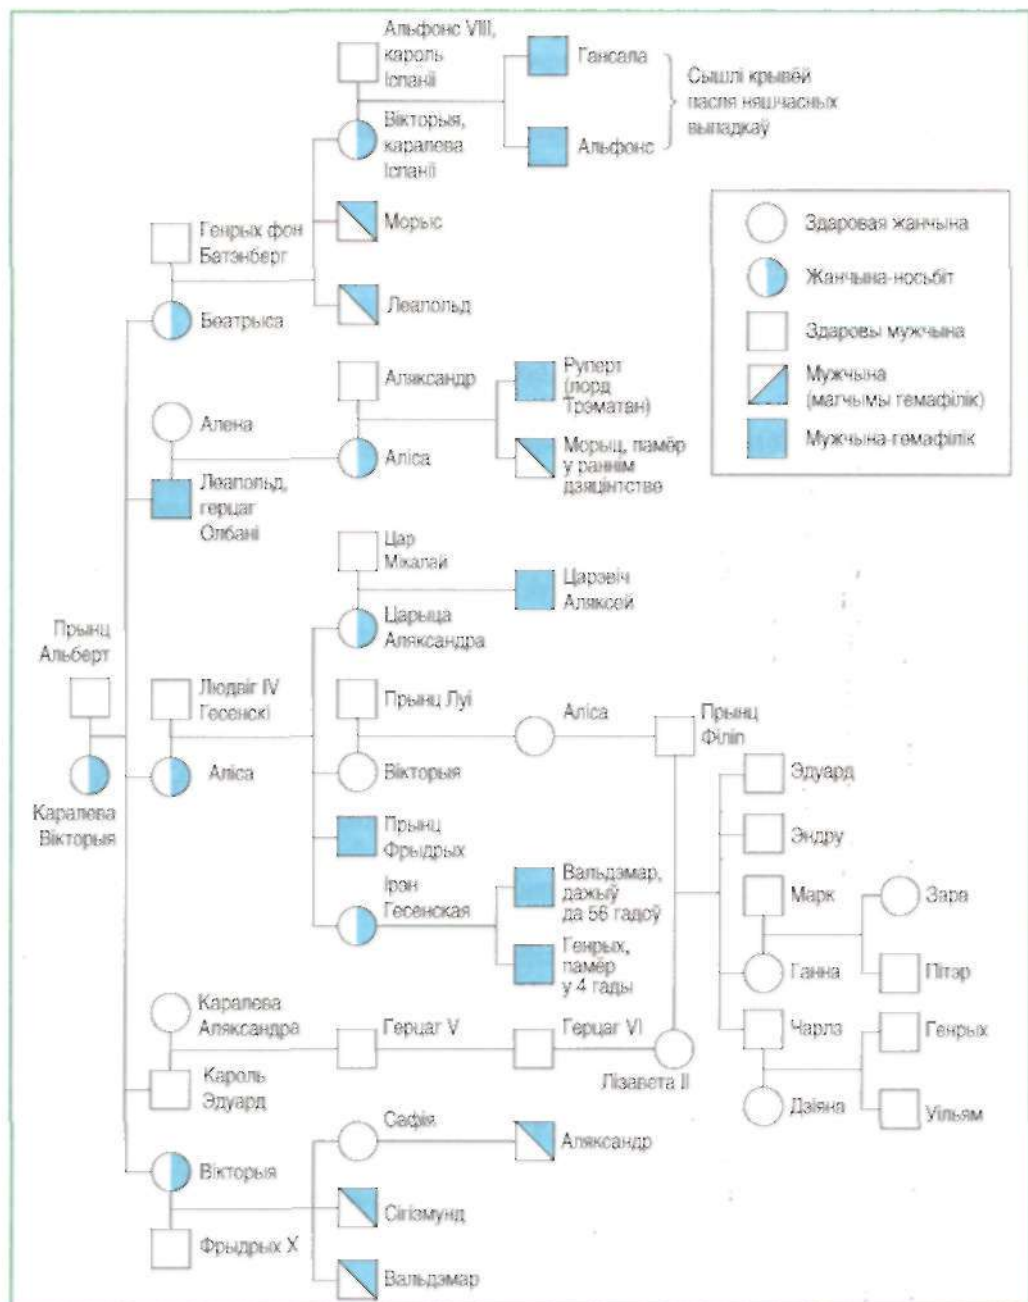 Альфонс VIII,
кароль
Іспаніі
Вікторыя,
каралева
Іспаніі
Гансала
Альфонс
Сышлі крывёй
пасля няшчасных
выпадкаў
Генрых фон
Батэнберг
Беатрыса
Морыс
Леапольд
Здаровая жанчына
Жанчына-носьбіт
Здаровы мужчына
Мужчына
(магчымы гемафілік)
Мужчына-гемафілік
Алена
Леапольд,
герцаг
Олбані
Аляксандр
Аліса
Руперт
(лорд
Трэматан)
Морыц, памёр
у раннім
дзяцінтстве
Цар
Мікалай
Царыца
Аляксандра
Царэвіч
Аляксей
Прынц
Альберт
Каралева
Вікторыя
Людвіг IV
Гесенскі
Аліса
Прынц Луі
Вікторыя
Аліса
Прынц
Філіп
Прынц
Фрыдрых
Ірэн
Гесенская
Вальдэмар,
дажыў
да 56 гадоў
Генрых,
памёр
у 4 гады
Эдуард
Эндру
Марк
Ганна
Зара
Пітэр
Чарлз
Дзіяна
Генрых
Уільям
Каралева
Аляксандра
Кароль
Эдуард
Герцаг V
Герцаг VI
Лізавета II
Вікторыя
Фрыдрых X
Сафія
Аляксандр
Сігізмунд
Вальдэмар